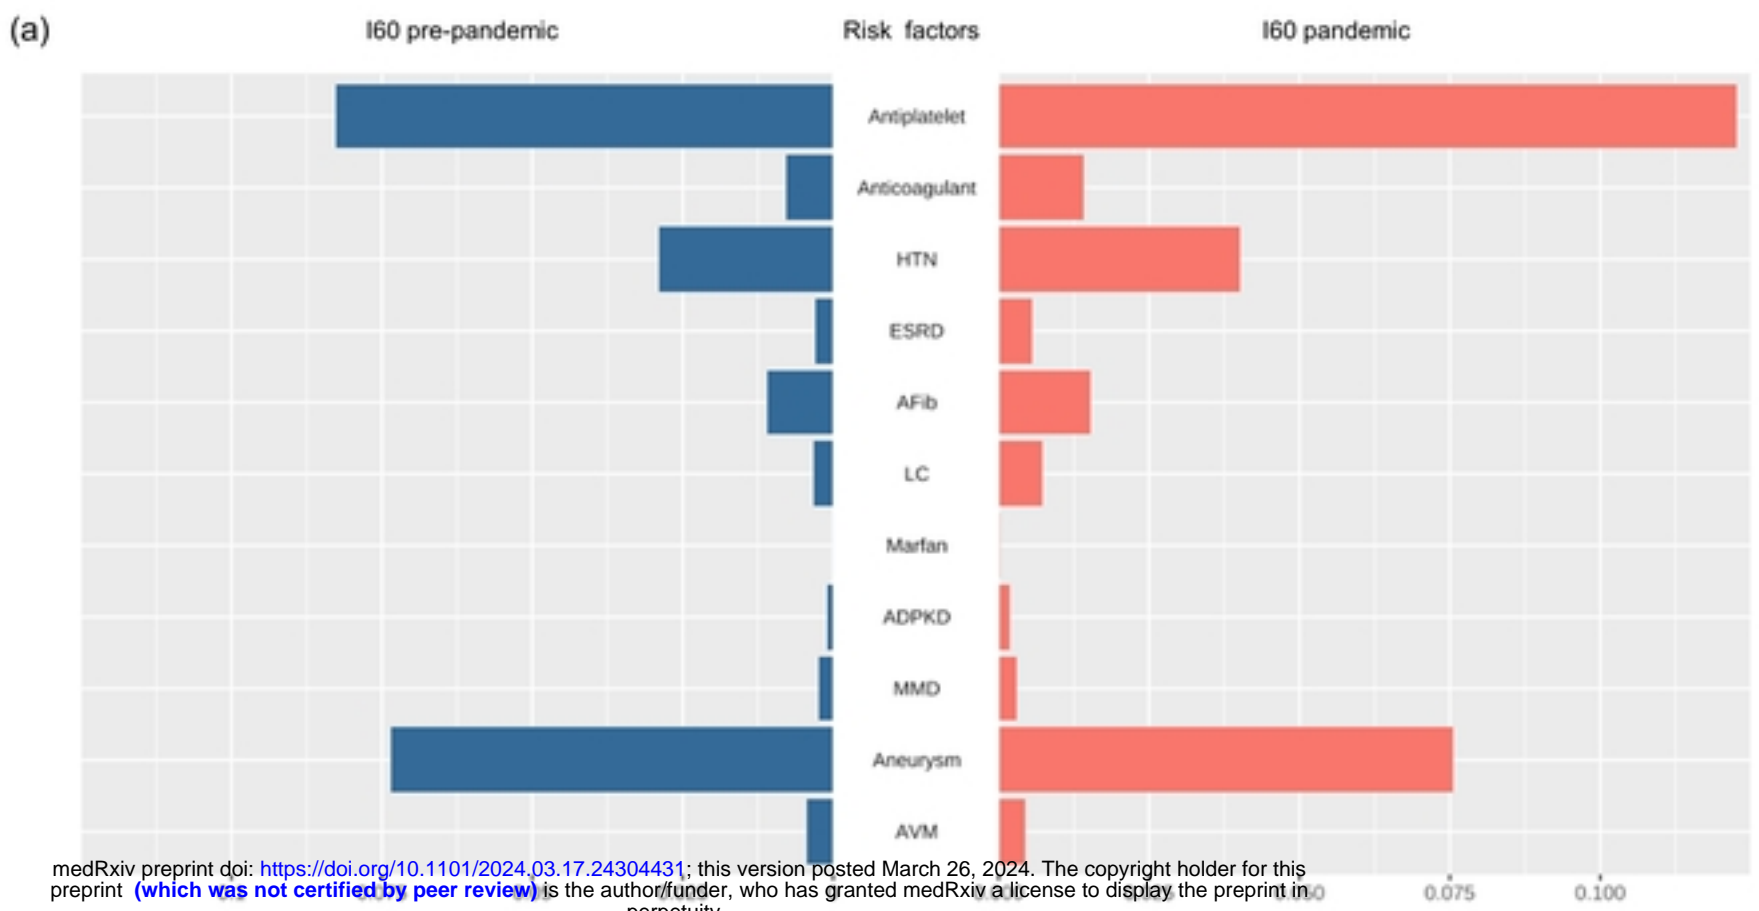 (a) I60 pre-pandemic Risk factors I60 pandemic
Antiplatelet
Anticoagulant
HTN
ESRD
AFib
LC
Marfan
ADPKD
MMD
Aneurysm
AVM
medRxiv preprint doi: https://doi.org/10.1101/2024.03.17.24304431; this version posted March 26, 2024. The copyright holder for this
preprint (which was not certified by peer review) is the author/funder, who has granted medRxiv a license to display the preprint in
perpetuity
0.075 0.100